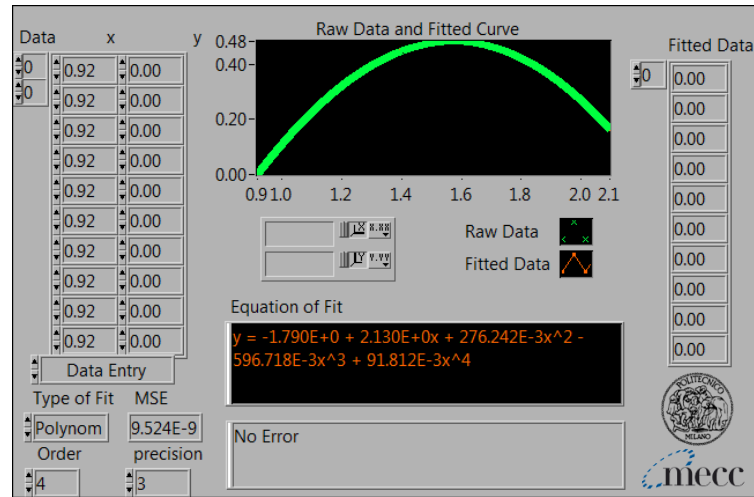 Raw Data and Fitted Curve
Data x y
0.48
0.40
0.20
0.00
0.9 1.0 1.2 1.4 1.6 1.8 2.0 2.1
0 0.92 0.00
0 0.92 0.00
0.92 0.00
0.92 0.00
0.92 0.00
0.92 0.00
0.92 0.00
0.92 0.00
0.92 0.00
0.92 0.00
Data Entry
Fitted Data
0 0.00
0.00
0.00
0.00
0.00
0.00
0.00
0.00
0.00
0.00
X X.XX
Y Y.YY
Raw Data
Fitted Data
Equation of Fit
y = -1.790E+0 + 2.130E+0x + 276.242E-3x^2 -
596.718E-3x^3 + 91.812E-3x^4
Type of Fit MSE
Polynom 9.524E-9
Order precision
4 3
No Error
POLITECNICO
MILANO
mecc